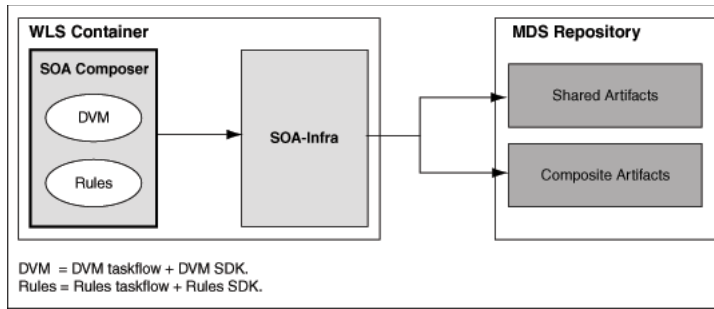 WLS Container
MDS Repository
SOA Composer
DVM
Rules
SOA-Infra
Shared Artifacts
Composite Artifacts
DVM = DVM taskflow + DVM SDK.
Rules = Rules taskflow + Rules SDK.